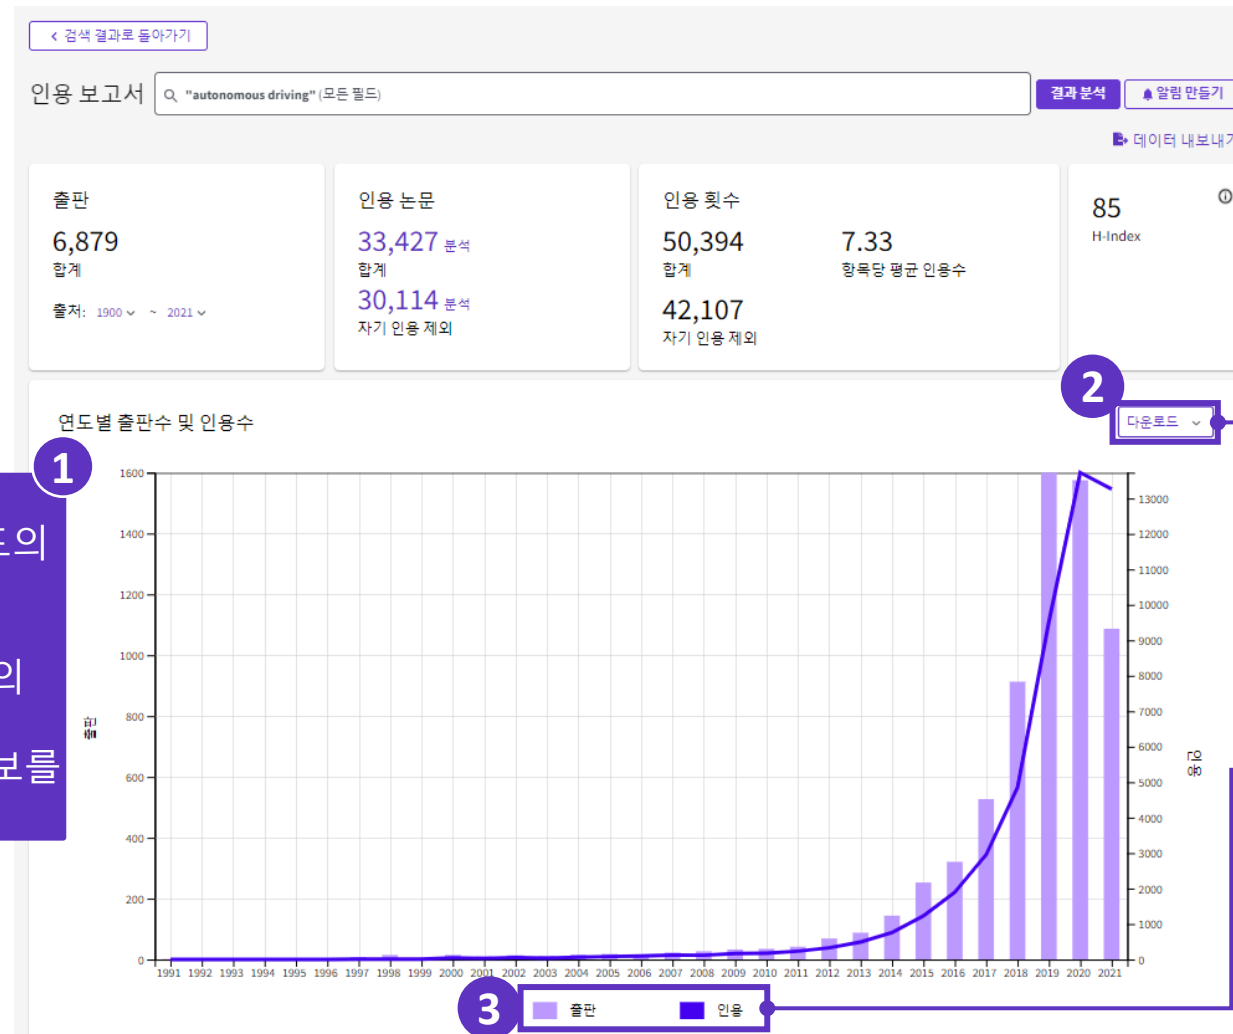 < 검색 결과로 돌아가기
인용 보고서
"autonomous driving" (모든 필드)
결과 분석
알림 만들기
데이터 내보내기
출판
6,879
합계
출처: 1900 ~ 2021
인용 논문
33,427 분석
합계
30,114 분석
자기 인용 제외
인용 횟수
50,394
합계
42,107
자기 인용 제외
7.33
항목당 평균 인용수
85
H-Index
2
연도별 출판수 및 인용수
다운로드
1
의
의
보를
1600
1400
1200
1000
800
600
400
200
0
출판
13000
12000
11000
10000
9000
8000
7000
6000
5000
4000
3000
2000
1000
0
인용
1991 1992 1993 1994 1995 1996 1997 1998 1999 2000 2001 2002 2003 2004 2005 2006 2007 2008 2009 2010 2011 2012 2013 2014 2015 2016 2017 2018 2019 2020 2021
3
출판
인용